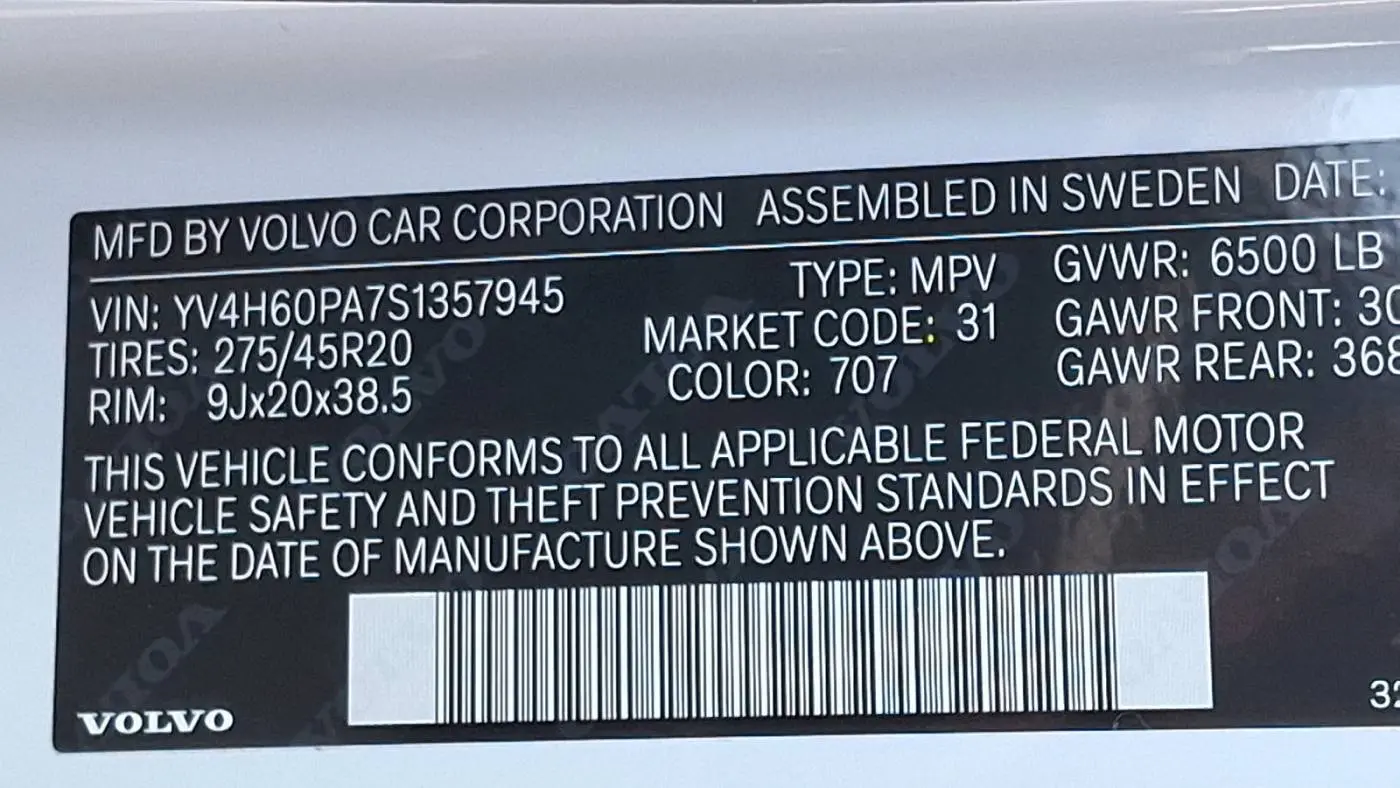 MFD BY VOLVO CAR CORPORATION ASSEMBLED IN SWEDEN DATE:
VIN: YV4H60PA7S1357945 TYPE: MPV GVWR: 6500 LB
TIRES: 275/45R20 MARKET CODE: 31 GAWR FRONT:
RIM: 9Jx20x38.5 COLOR: 707 GAWR REAR:
THIS VEHICLE CONFORMS TO ALL APPLICABLE FEDERAL MOTOR
VEHICLE SAFETY AND THEFT PREVENTION STANDARDS IN EFFECT
ON THE DATE OF MANUFACTURE SHOWN ABOVE.
VOLVO